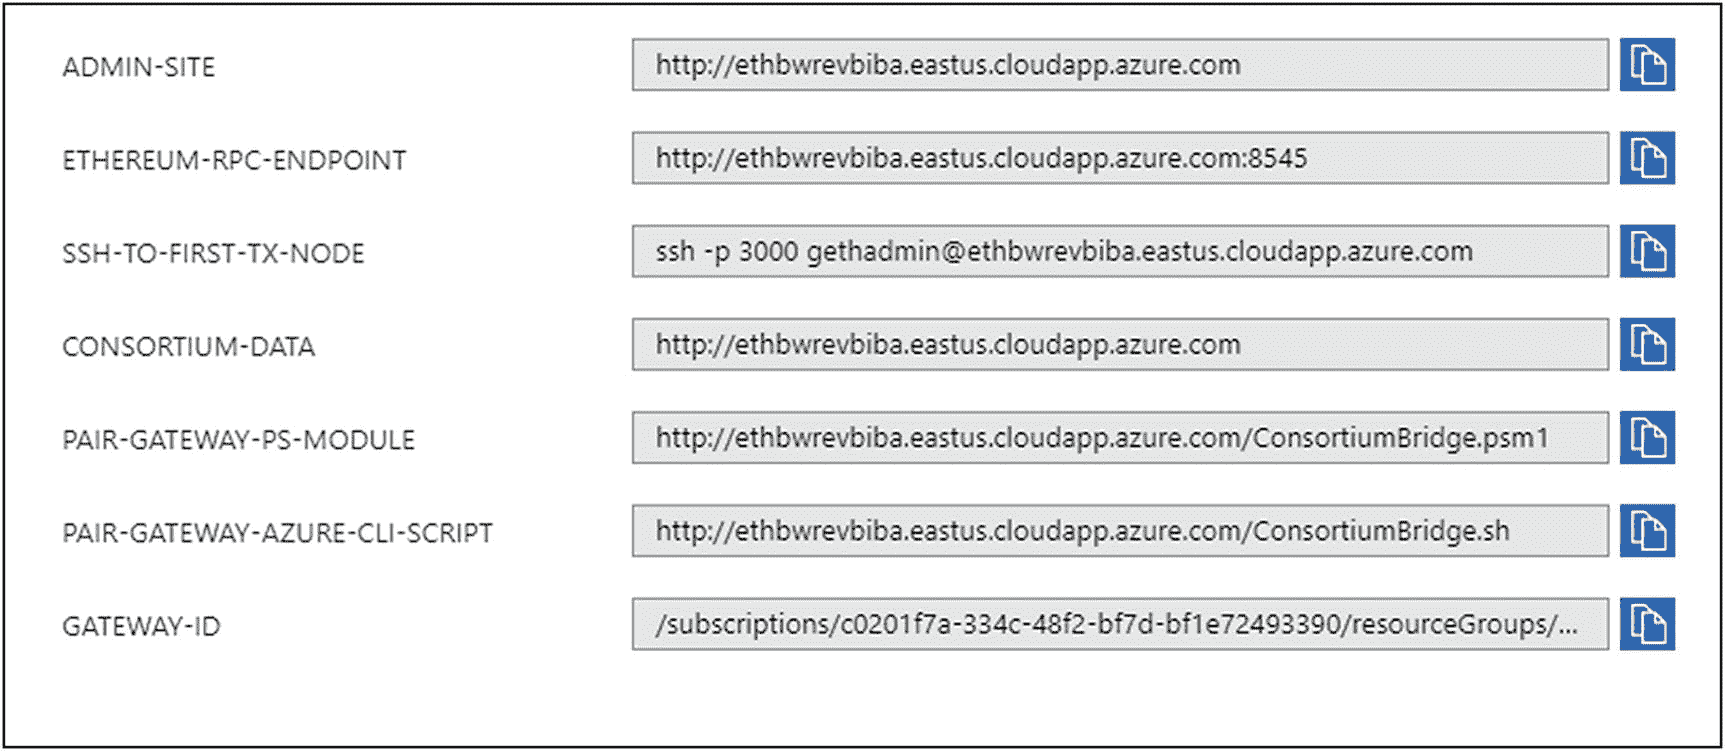 ADMIN-SITE http://ethbwrevbiba.eastus.cloudapp.azure.com
ETHEREUM-RPC-ENDPOINT http://ethbwrevbiba.eastus.cloudapp.azure.com:8545
SSH-TO-FIRST-TX-NODE ssh -p 3000 gethadmin@ethbwrevbiba.eastus.cloudapp.azure.com
CONSORTIUM-DATA http://ethbwrevbiba.eastus.cloudapp.azure.com
PAIR-GATEWAY-PS-MODULE http://ethbwrevbiba.eastus.cloudapp.azure.com/ConsortiumBridge.psm1
PAIR-GATEWAY-AZURE-CLI-SCRIPT http://ethbwrevbiba.eastus.cloudapp.azure.com/ConsortiumBridge.sh
GATEWAY-ID /subscriptions/c0201f7a-334c-48f2-bf7d-bf1e72493390/resourceGroups/...